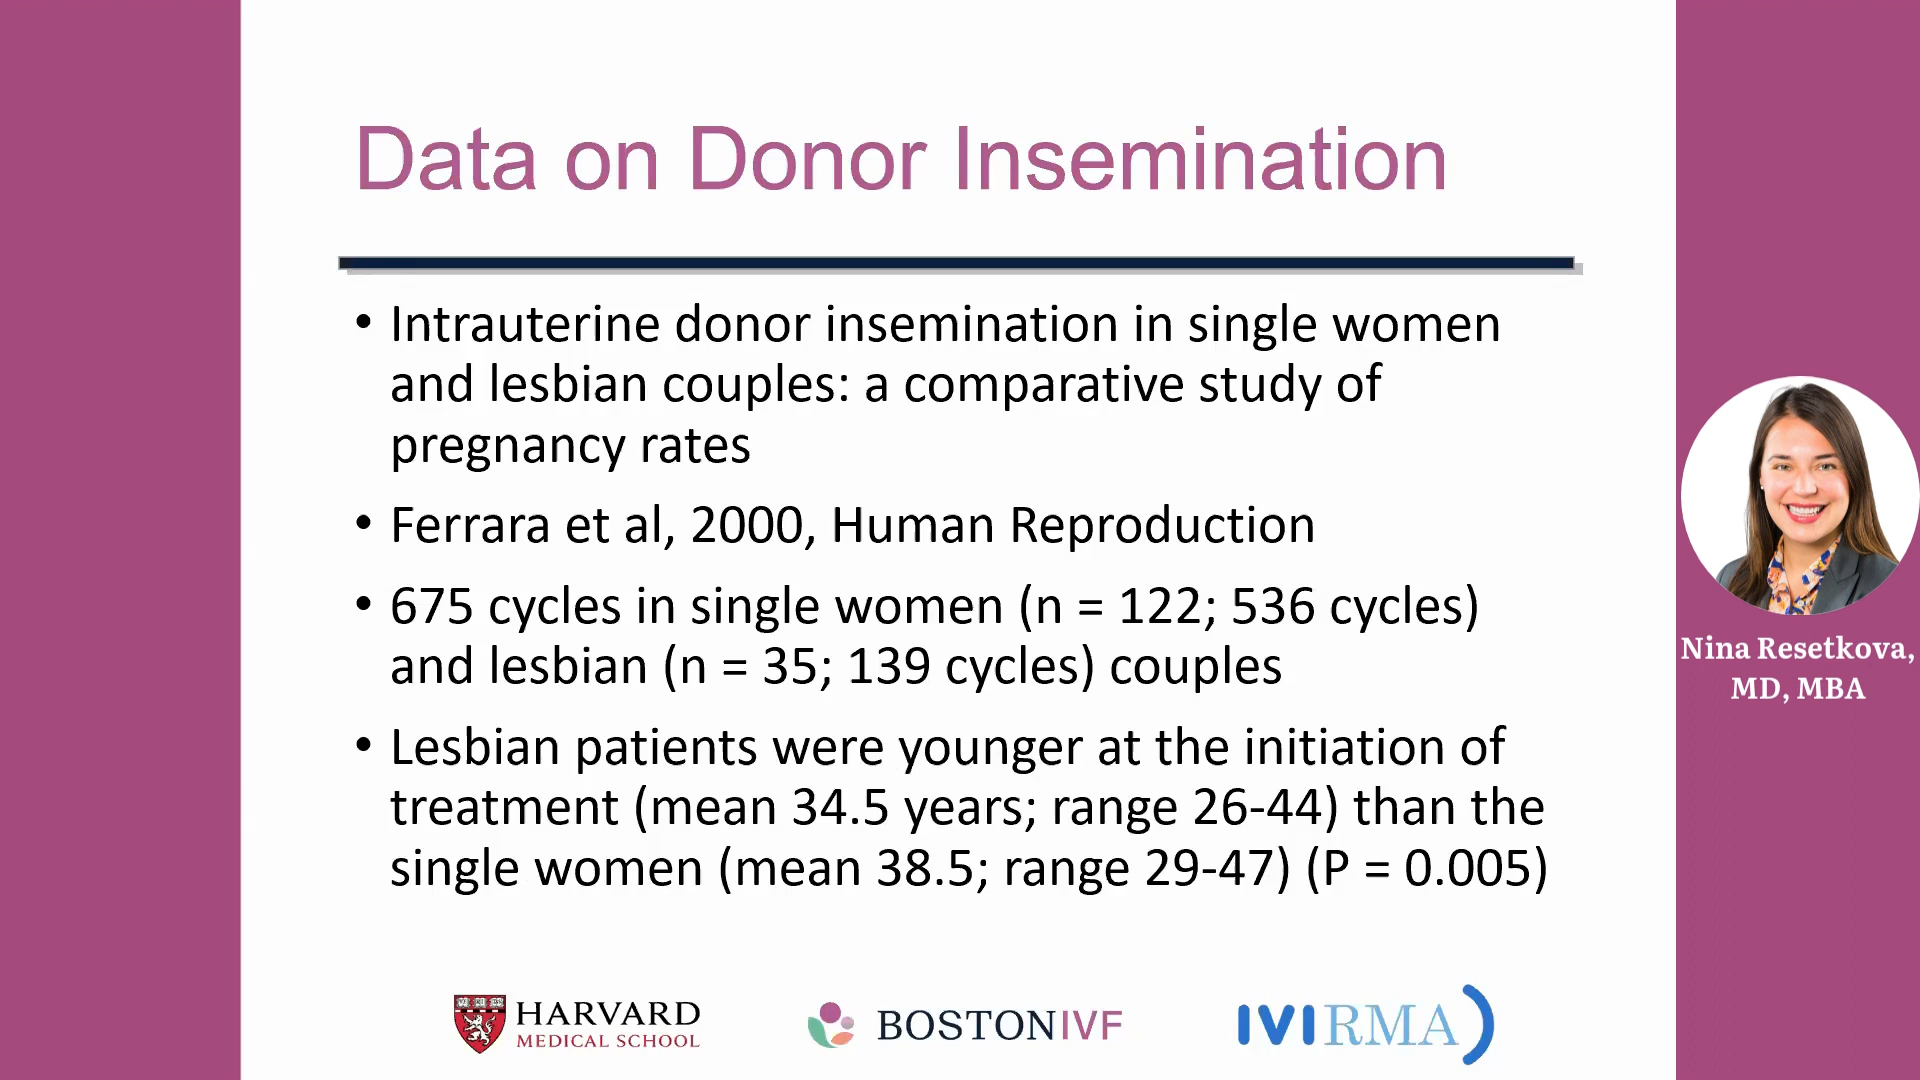 Data on Donor Insemination
• Intrauterine donor insemination in single women
and lesbian couples: a comparative study of
pregnancy rates
• Ferrara et al, 2000, Human Reproduction
• 675 cycles in single women (n = 122; 536 cycles)
and lesbian (n = 35; 139 cycles) couples
• Lesbian patients were younger at the initiation of
treatment (mean 34.5 years; range 26-44) than the
single women (mean 38.5; range 29-47) (P = 0.005)
Nina Resetkova,
MD, MBA
HARVARD
MEDICAL SCHOOL
BOSTONIVF
IVIRMA